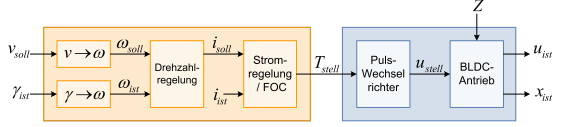 Z
v_soll
v → ω
ω_soll
Drehzahl-
regelung
i_soll
Strom-
regelung
/ FOC
T_stell
Puls-
Wechsel
richter
u_stell
BLDC-
Antrieb
u_ist
γ_ist
γ → ω
ω_ist
i_ist
x_ist